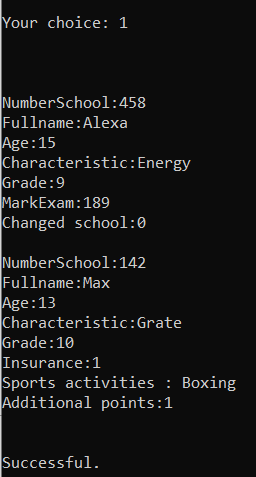 Your choice: 1
NumberSchool:458
Fullname:Alexa
Age:15
Characteristic:Energy
Grade:9
MarkExam:189
Changed school:0
NumberSchool:142
Fullname:Max
Age:13
Characteristic:Grate
Grade:10
Insurance:1
Sports activities : Boxing
Additional points:1
Successful.